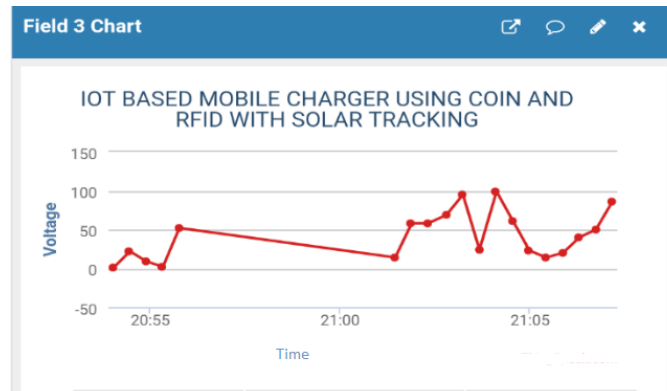 Field 3 Chart
IOT BASED MOBILE CHARGER USING COIN AND
RFID WITH SOLAR TRACKING
Voltage
150
100
50
0
-50
20:55
21:00
21:05
Time